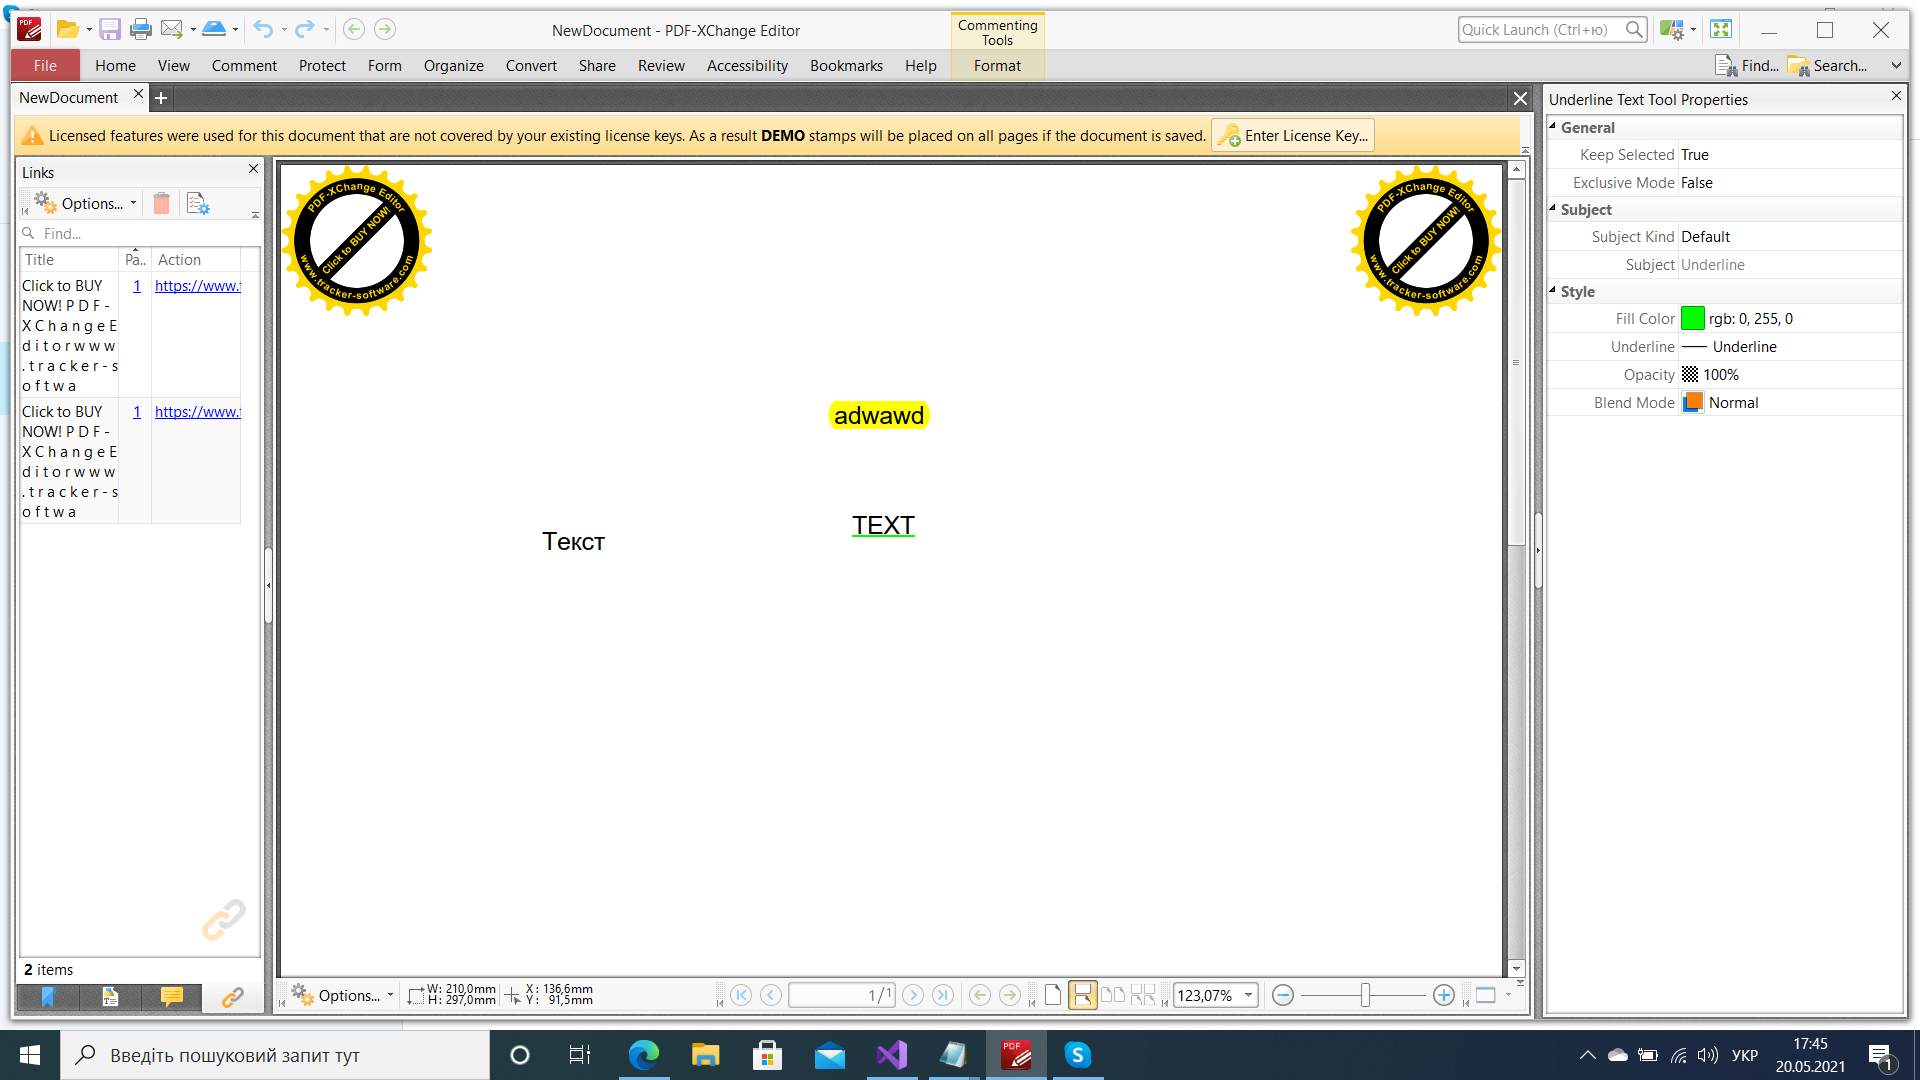 NewDocument - PDF-XChange Editor
Commenting
Tools
Quick Launch (Ctrl+ю)
File
Home
View
Comment
Protect
Form
Organize
Convert
Share
Review
Accessibility
Bookmarks
Help
Format
Find...
Search...
NewDocument
Licensed features were used for this document that are not covered by your existing license keys. As a result DEMO stamps will be placed on all pages if the document is saved.
Enter License Key...
Links
Options...
Find...
Title
Pa..
Action
Click to BUY
NOW! P D F -
X C h a n g e E
d i t o r w w w
. t r a c k e r - s
o f t w a
1
https://www.t
Click to BUY
NOW! P D F -
X C h a n g e E
d i t o r w w w
. t r a c k e r - s
o f t w a
1
https://www.t
2 items
PDF-XChange Editor
Click to BUY NOW!
www.tracker-software.com
PDF-XChange Editor
Click to BUY NOW!
www.tracker-software.com
adwawd
TEXT
Текст
Underline Text Tool Properties
General
Keep Selected True
Exclusive Mode False
Subject
Subject Kind Default
Subject Underline
Style
Fill Color rgb: 0, 255, 0
Underline Underline
Opacity 100%
Blend Mode Normal
Options...
W: 210,0mm
H: 297,0mm
X: 136,6mm
Y: 91,5mm
1/1
123,07%
Введіть пошуковий запит тут
PDF
УКР
17:45
20.05.2021
1